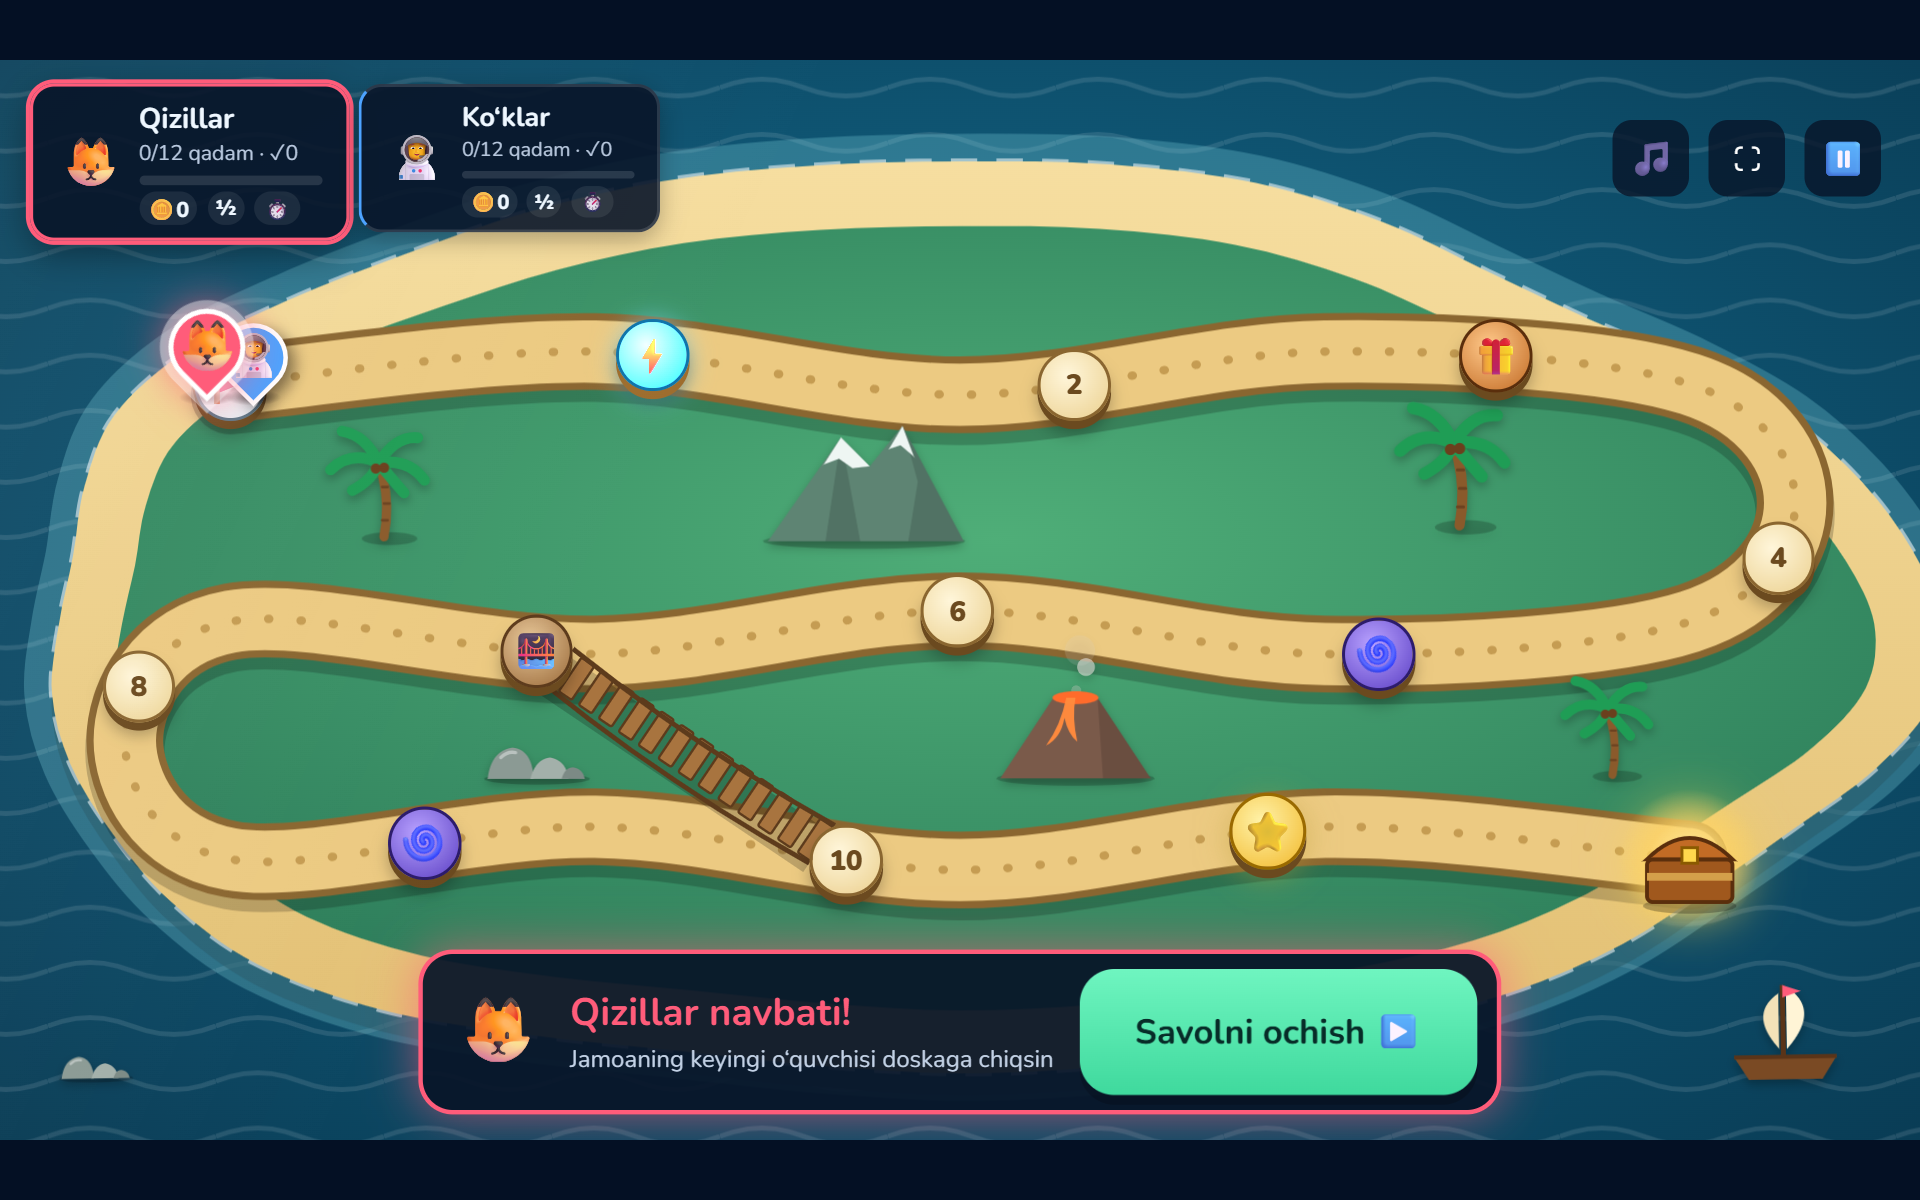 Qizillar
0/12 qadam · ✓0
0 ½
Ko‘klar
0/12 qadam · ✓0
0 ½
2
4
6
8
10
Qizillar navbati!
Jamoaning keyingi o‘quvchisi doskaga chiqsin
Savolni ochish